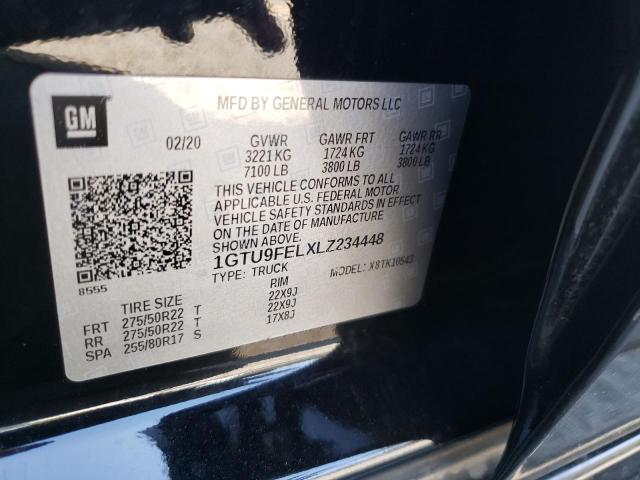 GM
MFD BY GENERAL MOTORS LLC
02/20 GVWR GAWR FRT GAWR RR
3221 KG 1724 KG 1724 KG
7100 LB 3800 LB 3800 LB
THIS VEHICLE CONFORMS TO ALL
APPLICABLE U.S. FEDERAL MOTOR
VEHICLE SAFETY STANDARDS IN EFFECT
ON THE DATE OF MANUFACTURE
SHOWN ABOVE.
1GTU9FELXLZ234448
TYPE: TRUCK MODEL: X8TK10543
8555
TIRE SIZE RIM
FRT 275/50R22 T 22X9J
RR 275/50R22 T 22X9J
SPA 255/80R17 S 17X8J